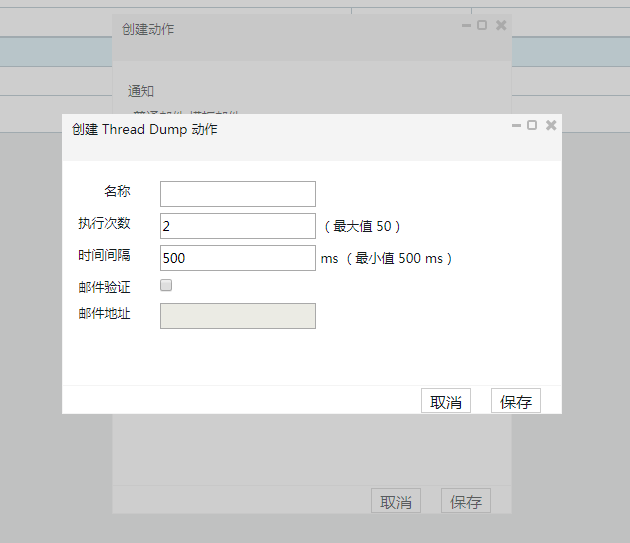 创建动作
通知
创建 Thread Dump 动作
名称
执行次数 2 （最大值 50）
时间间隔 500 ms （最小值 500 ms）
邮件验证
邮件地址
取消 保存
取消 保存